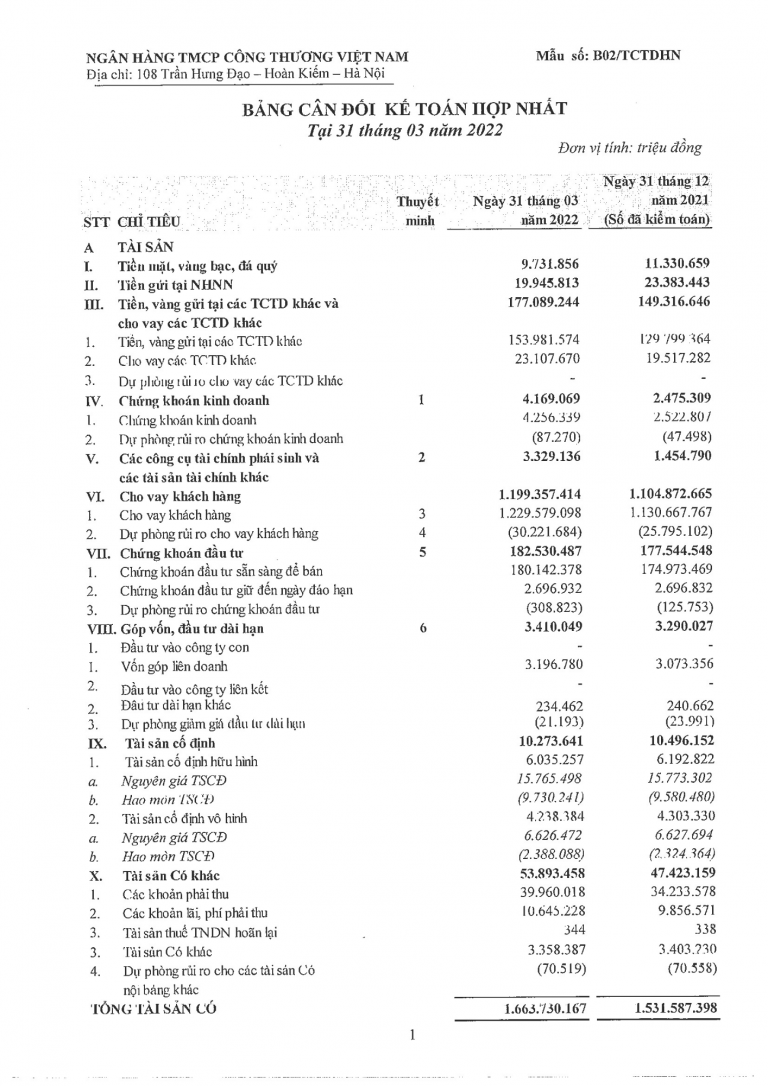 NGÂN HÀNG TMCP CÔNG THƯƠNG VIỆT NAM Mẫu số: B02/TCTDHN
Địa chỉ: 108 Trần Hưng Đạo – Hoàn Kiếm – Hà Nội
BẢNG CÂN ĐỐI KẾ TOÁN HỢP NHẤT
Tại 31 tháng 03 năm 2022
Đơn vị tính: triệu đồng
STT CHỈ TIÊU Thuyết minh Ngày 31 tháng 03 năm 2022 Ngày 31 tháng 12 năm 2021 (Số đã kiểm toán)
A TÀI SẢN
I. Tiền mặt, vàng bạc, đá quý 9.731.856 11.330.659
II. Tiền gửi tại NHNN 19.945.813 23.383.443
III. Tiền, vàng gửi tại các TCTD khác và 177.089.244 149.316.646
cho vay các TCTD khác
1. Tiền, vàng gửi tại các TCTD khác 153.981.574 129.799.364
2. Cho vay các TCTD khác 23.107.670 19.517.282
3. Dự phòng rủi ro cho vay các TCTD khác - -
IV. Chứng khoán kinh doanh 1 4.169.069 2.475.309
1. Chứng khoán kinh doanh 4.256.339 2.522.807
2. Dự phòng rủi ro chứng khoán kinh doanh (87.270) (47.498)
V. Các công cụ tài chính phái sinh và 2 3.329.136 1.454.790
các tài sản tài chính khác
VI. Cho vay khách hàng 1.199.357.414 1.104.872.665
1. Cho vay khách hàng 3 1.229.579.098 1.130.667.767
2. Dự phòng rủi ro cho vay khách hàng 4 (30.221.684) (25.795.102)
VII. Chứng khoán đầu tư 5 182.530.487 177.544.548
1. Chứng khoán đầu tư sẵn sàng để bán 180.142.378 174.973.469
2. Chứng khoán đầu tư giữ đến ngày đáo hạn 2.696.932 2.696.832
3. Dự phòng rủi ro chứng khoán đầu tư (308.823) (125.753)
VIII. Góp vốn, đầu tư dài hạn 6 3.410.049 3.290.027
1. Đầu tư vào công ty con - -
1. Vốn góp liên doanh 3.196.780 3.073.356
2. Đầu tư vào công ty liên kết - -
2. Đầu tư dài hạn khác 234.462 240.662
3. Dự phòng giảm giá đầu tư dài hạn (21.193) (23.991)
IX. Tài sản cố định 10.273.641 10.496.152
1. Tài sản cố định hữu hình 6.035.257 6.192.822
a. Nguyên giá TSCĐ 15.765.498 15.773.302
b. Hao mòn TSCĐ (9.730.241) (9.580.480)
2. Tài sản cố định vô hình 4.238.384 4.303.330
a. Nguyên giá TSCĐ 6.626.472 6.627.694
b. Hao mòn TSCĐ (2.388.088) (2.324.364)
X. Tài sản Có khác 53.893.458 47.423.159
1. Các khoản phải thu 39.960.018 34.233.578
2. Các khoản lãi, phí phải thu 10.645.228 9.856.571
3. Tài sản thuế TNDN hoãn lại 344 338
3. Tài sản Có khác 3.358.387 3.403.230
4. Dự phòng rủi ro cho các tài sản Có (70.519) (70.558)
nội bảng khác
TỔNG TÀI SẢN CÓ 1.663.730.167 1.531.587.398
1